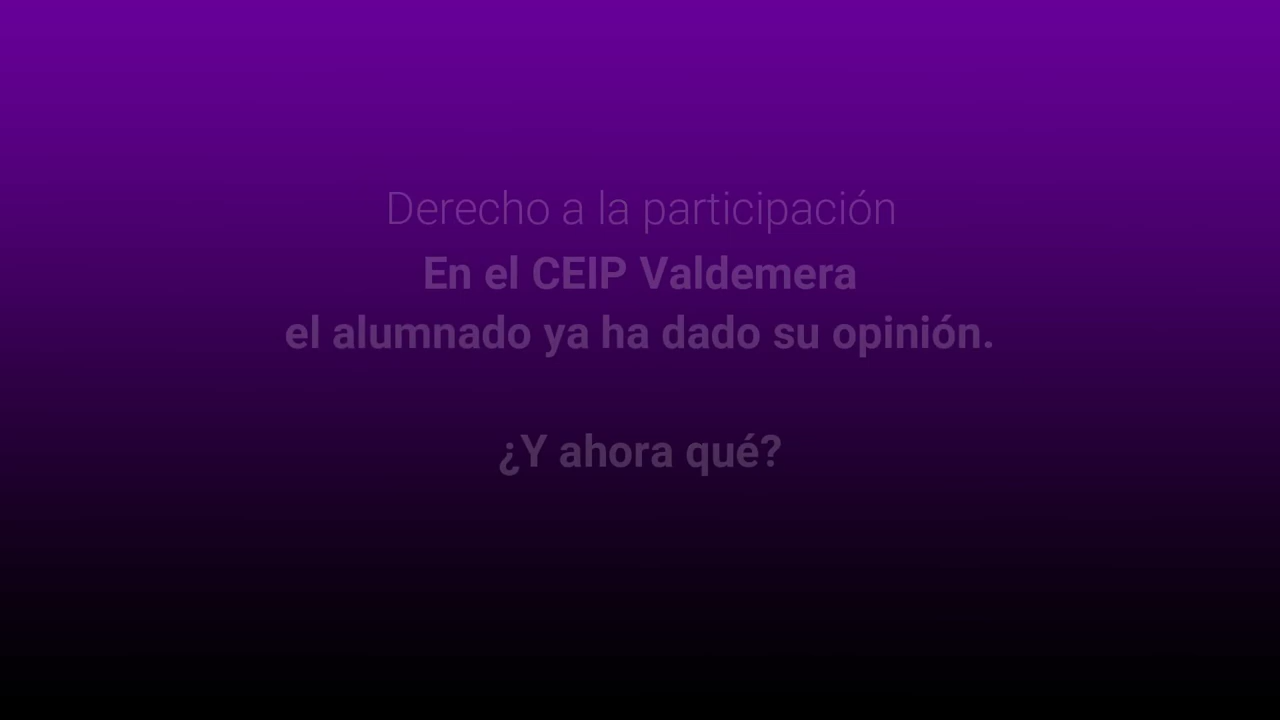 Derecho a la participación
En el CEIP Valdemera
el alumnado ya ha dado su opinión.
¿Y ahora qué?